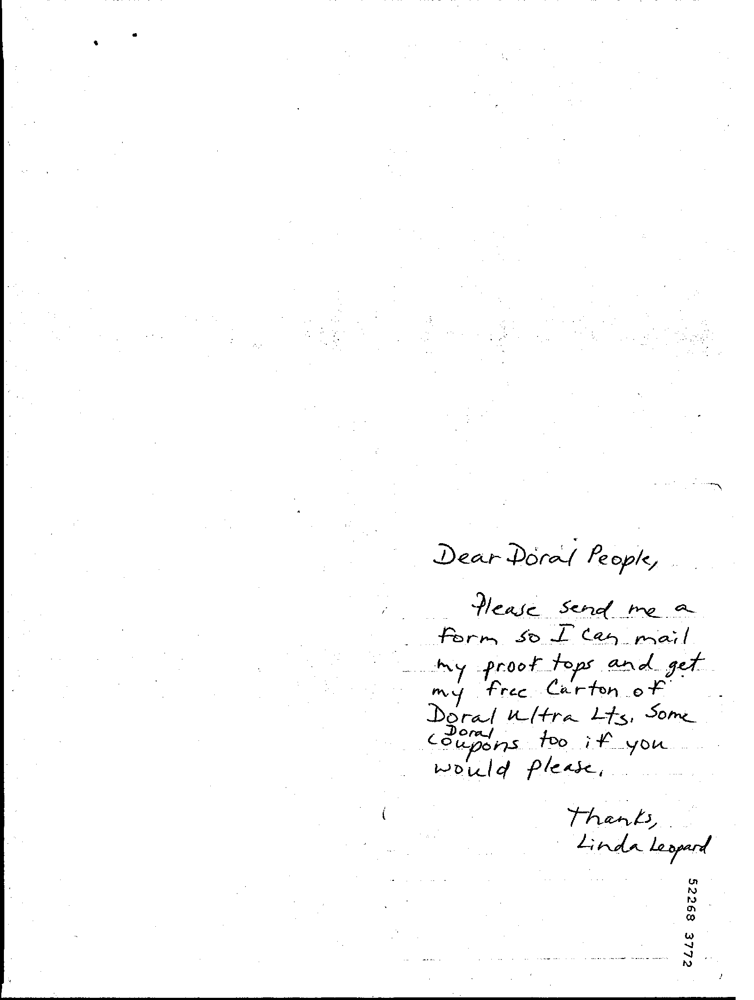 Dear Doral People,
Please send me a
form so I can mail
my proof tops and get
my free Carton of
Doral Ultra Lts. Some
Doral
coupons too if you
would please.
Thanks,
Linda Leopard
52268 3772